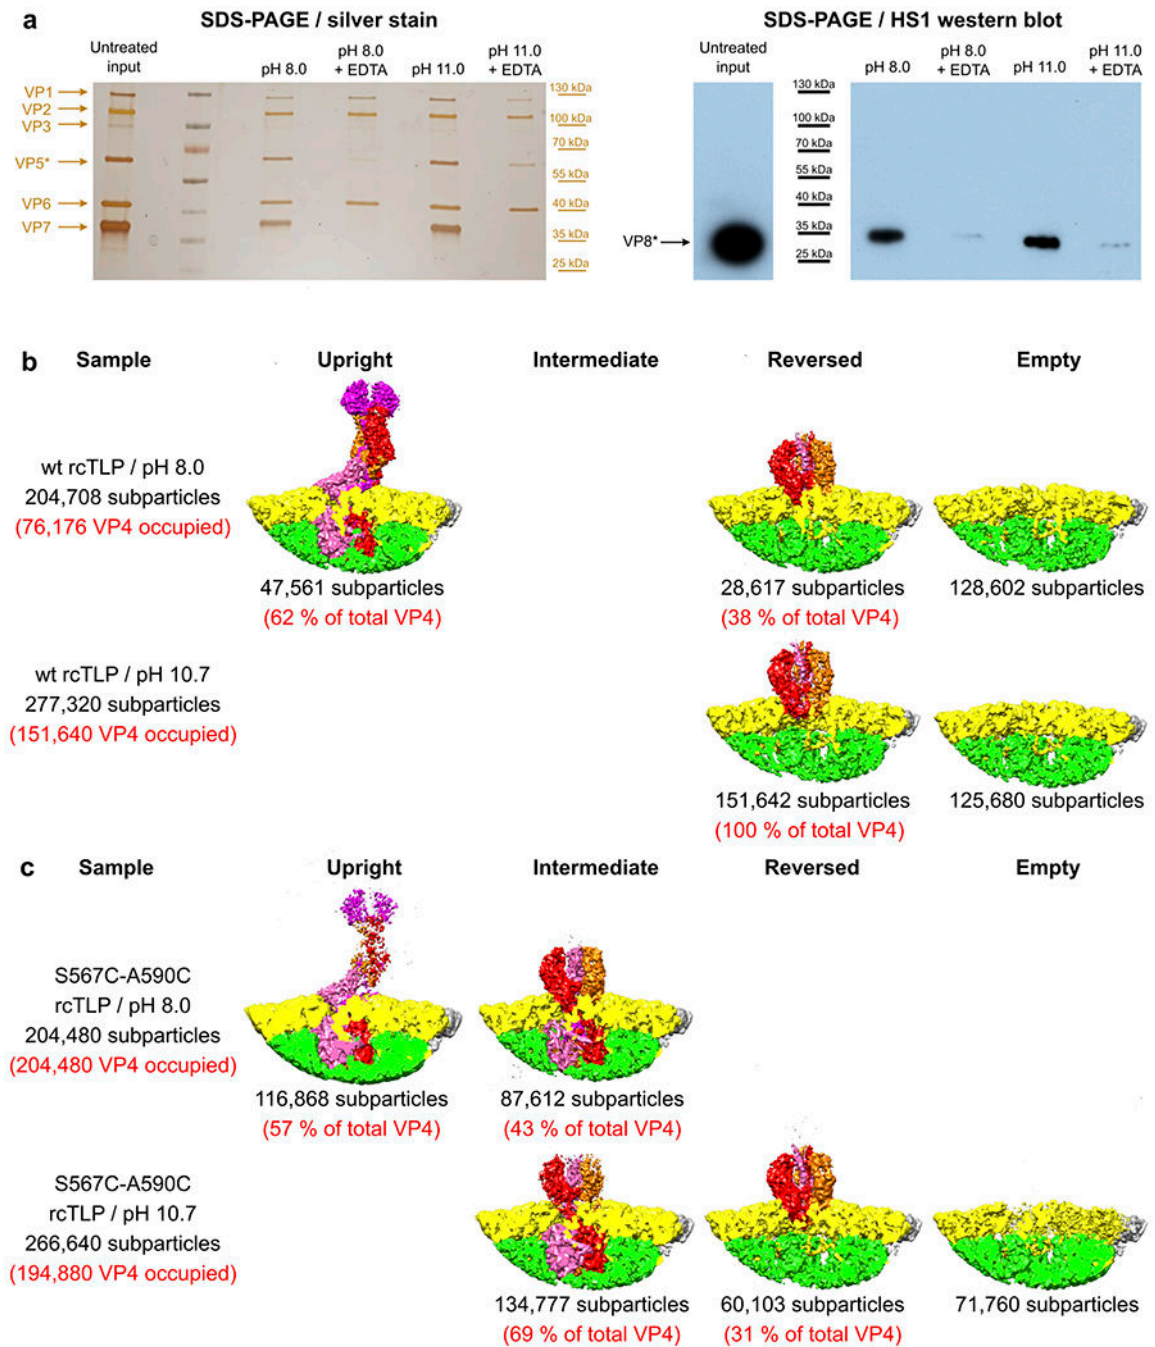 a
SDS-PAGE / silver stain
SDS-PAGE / HS1 western blot
Untreated
input
pH 8.0
pH 8.0
+ EDTA
pH 11.0
pH 11.0
+ EDTA
VP1
VP2
VP3
VP5*
VP6
VP7
130 kDa
100 kDa
70 kDa
55 kDa
40 kDa
35 kDa
25 kDa
Untreated
input
pH 8.0
pH 8.0
+ EDTA
pH 11.0
pH 11.0
+ EDTA
VP8*
130 kDa
100 kDa
70 kDa
55 kDa
40 kDa
35 kDa
25 kDa
b
Sample
Upright
Intermediate
Reversed
Empty
wt rcTLP / pH 8.0
204,708 subparticles
(76,176 VP4 occupied)
47,561 subparticles
(62 % of total VP4)
28,617 subparticles
(38 % of total VP4)
128,602 subparticles
wt rcTLP / pH 10.7
277,320 subparticles
(151,640 VP4 occupied)
151,642 subparticles
(100 % of total VP4)
125,680 subparticles
c
Sample
Upright
Intermediate
Reversed
Empty
S567C-A590C
rcTLP / pH 8.0
204,480 subparticles
(204,480 VP4 occupied)
116,868 subparticles
(57 % of total VP4)
87,612 subparticles
(43 % of total VP4)
S567C-A590C
rcTLP / pH 10.7
266,640 subparticles
(194,880 VP4 occupied)
134,777 subparticles
(69 % of total VP4)
60,103 subparticles
(31 % of total VP4)
71,760 subparticles